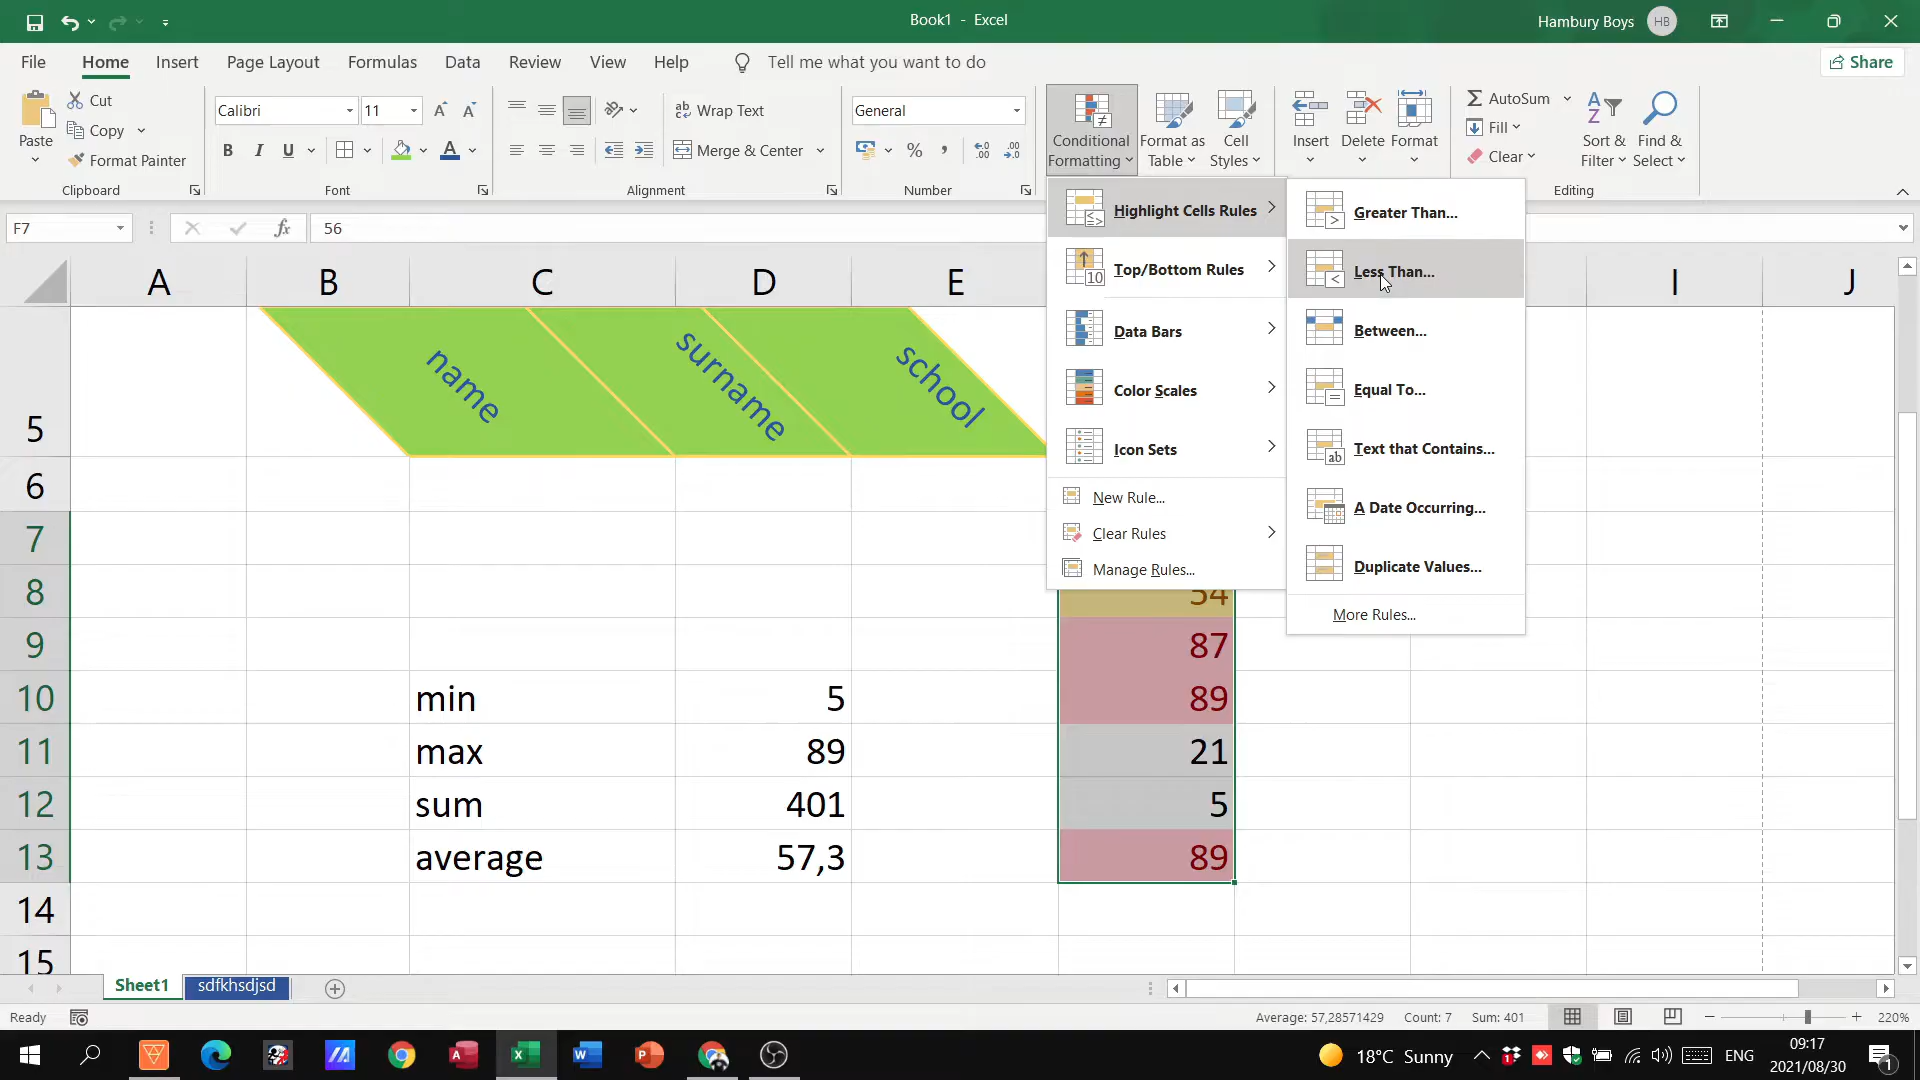 Book1 - Excel
Hambury Boys HB
File Home Insert Page Layout Formulas Data Review View Help Tell me what you want to do Share
Paste
Cut
Copy
Format Painter
Clipboard
Calibri 11
B I U A
Font
Wrap Text
Merge & Center
Alignment
General
% ,
Number
Conditional Formatting
Format as Table
Cell Styles
Insert
Delete
Format
AutoSum
Fill
Clear
Sort & Filter
Find & Select
Editing
F7 fx 56
Highlight Cells Rules
Top/Bottom Rules
Data Bars
Color Scales
Icon Sets
New Rule...
Clear Rules
Manage Rules...
Greater Than...
Less Than...
Between...
Equal To...
Text that Contains...
A Date Occurring...
Duplicate Values...
More Rules...
A B C D E I J
5 name surname school
6
7
8 54
9 87
10 min 5 89
11 max 89 21
12 sum 401 5
13 average 57,3 89
14
15
Sheet1 sdfkhsdjsd
Ready Average: 57,28571429 Count: 7 Sum: 401 220%
18°C Sunny ENG 09:17
2021/08/30
1